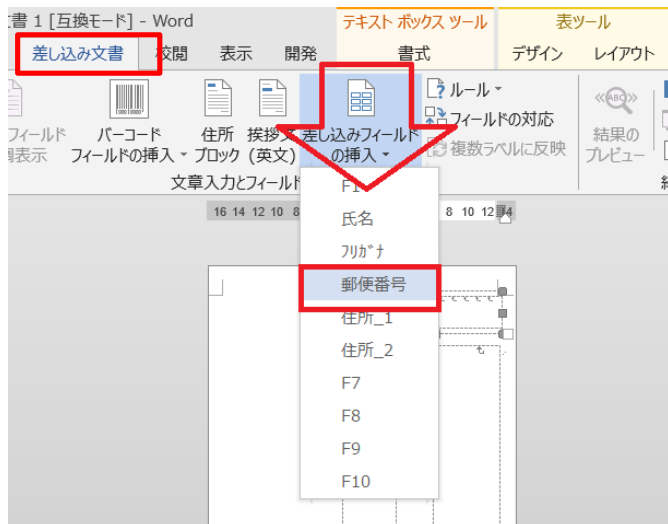 書 1 [互換モード] - Word
テキスト ボックス ツール
表ツール
差し込み文書 校閲 表示 開発 書式 デザイン レイアウト
フィールド
調表示
バーコード
フィールドの挿入
住所
ブロック
挨拶文
(英文)
差し込みフィールド
の挿入
ルール
フィールドの対応
複数ラベルに反映
結果の
プレビュー
文章入力とフィールド
16 14 12 10 8
8 10 12 14
F1
氏名
ﾌﾘｶﾞﾅ
郵便番号
住所_1
住所_2
F7
F8
F9
F10